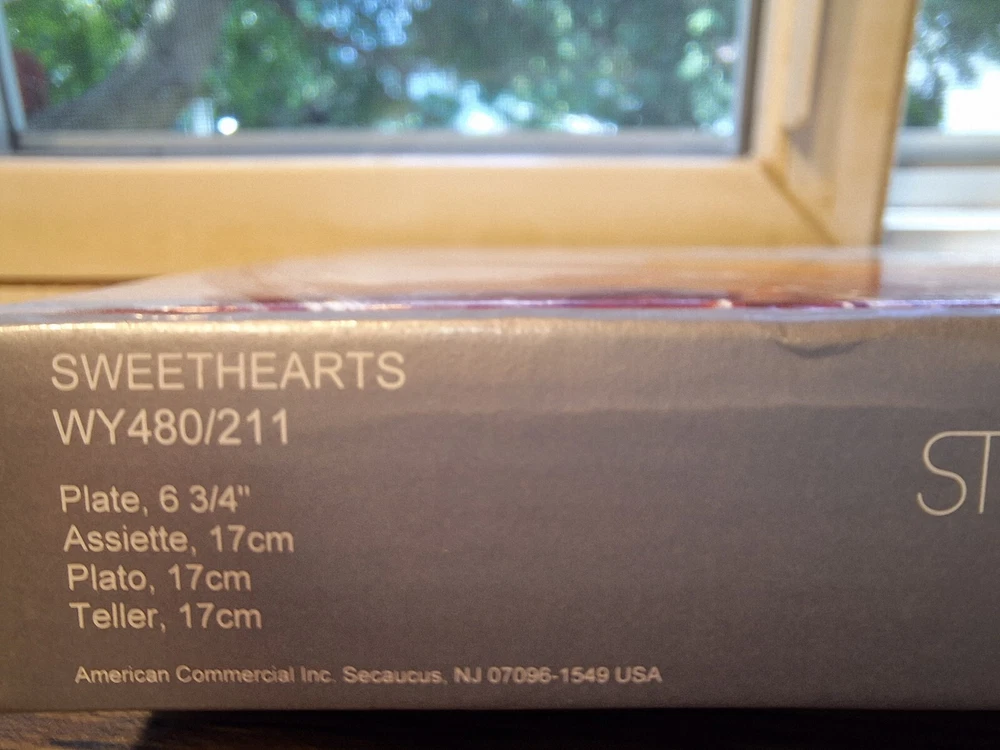 SWEETHEARTS
WY480/211
Plate, 6 3/4"
Assiette, 17cm
Plato, 17cm
Teller, 17cm
American Commercial Inc. Secaucus, NJ 07096-1549 USA
ST